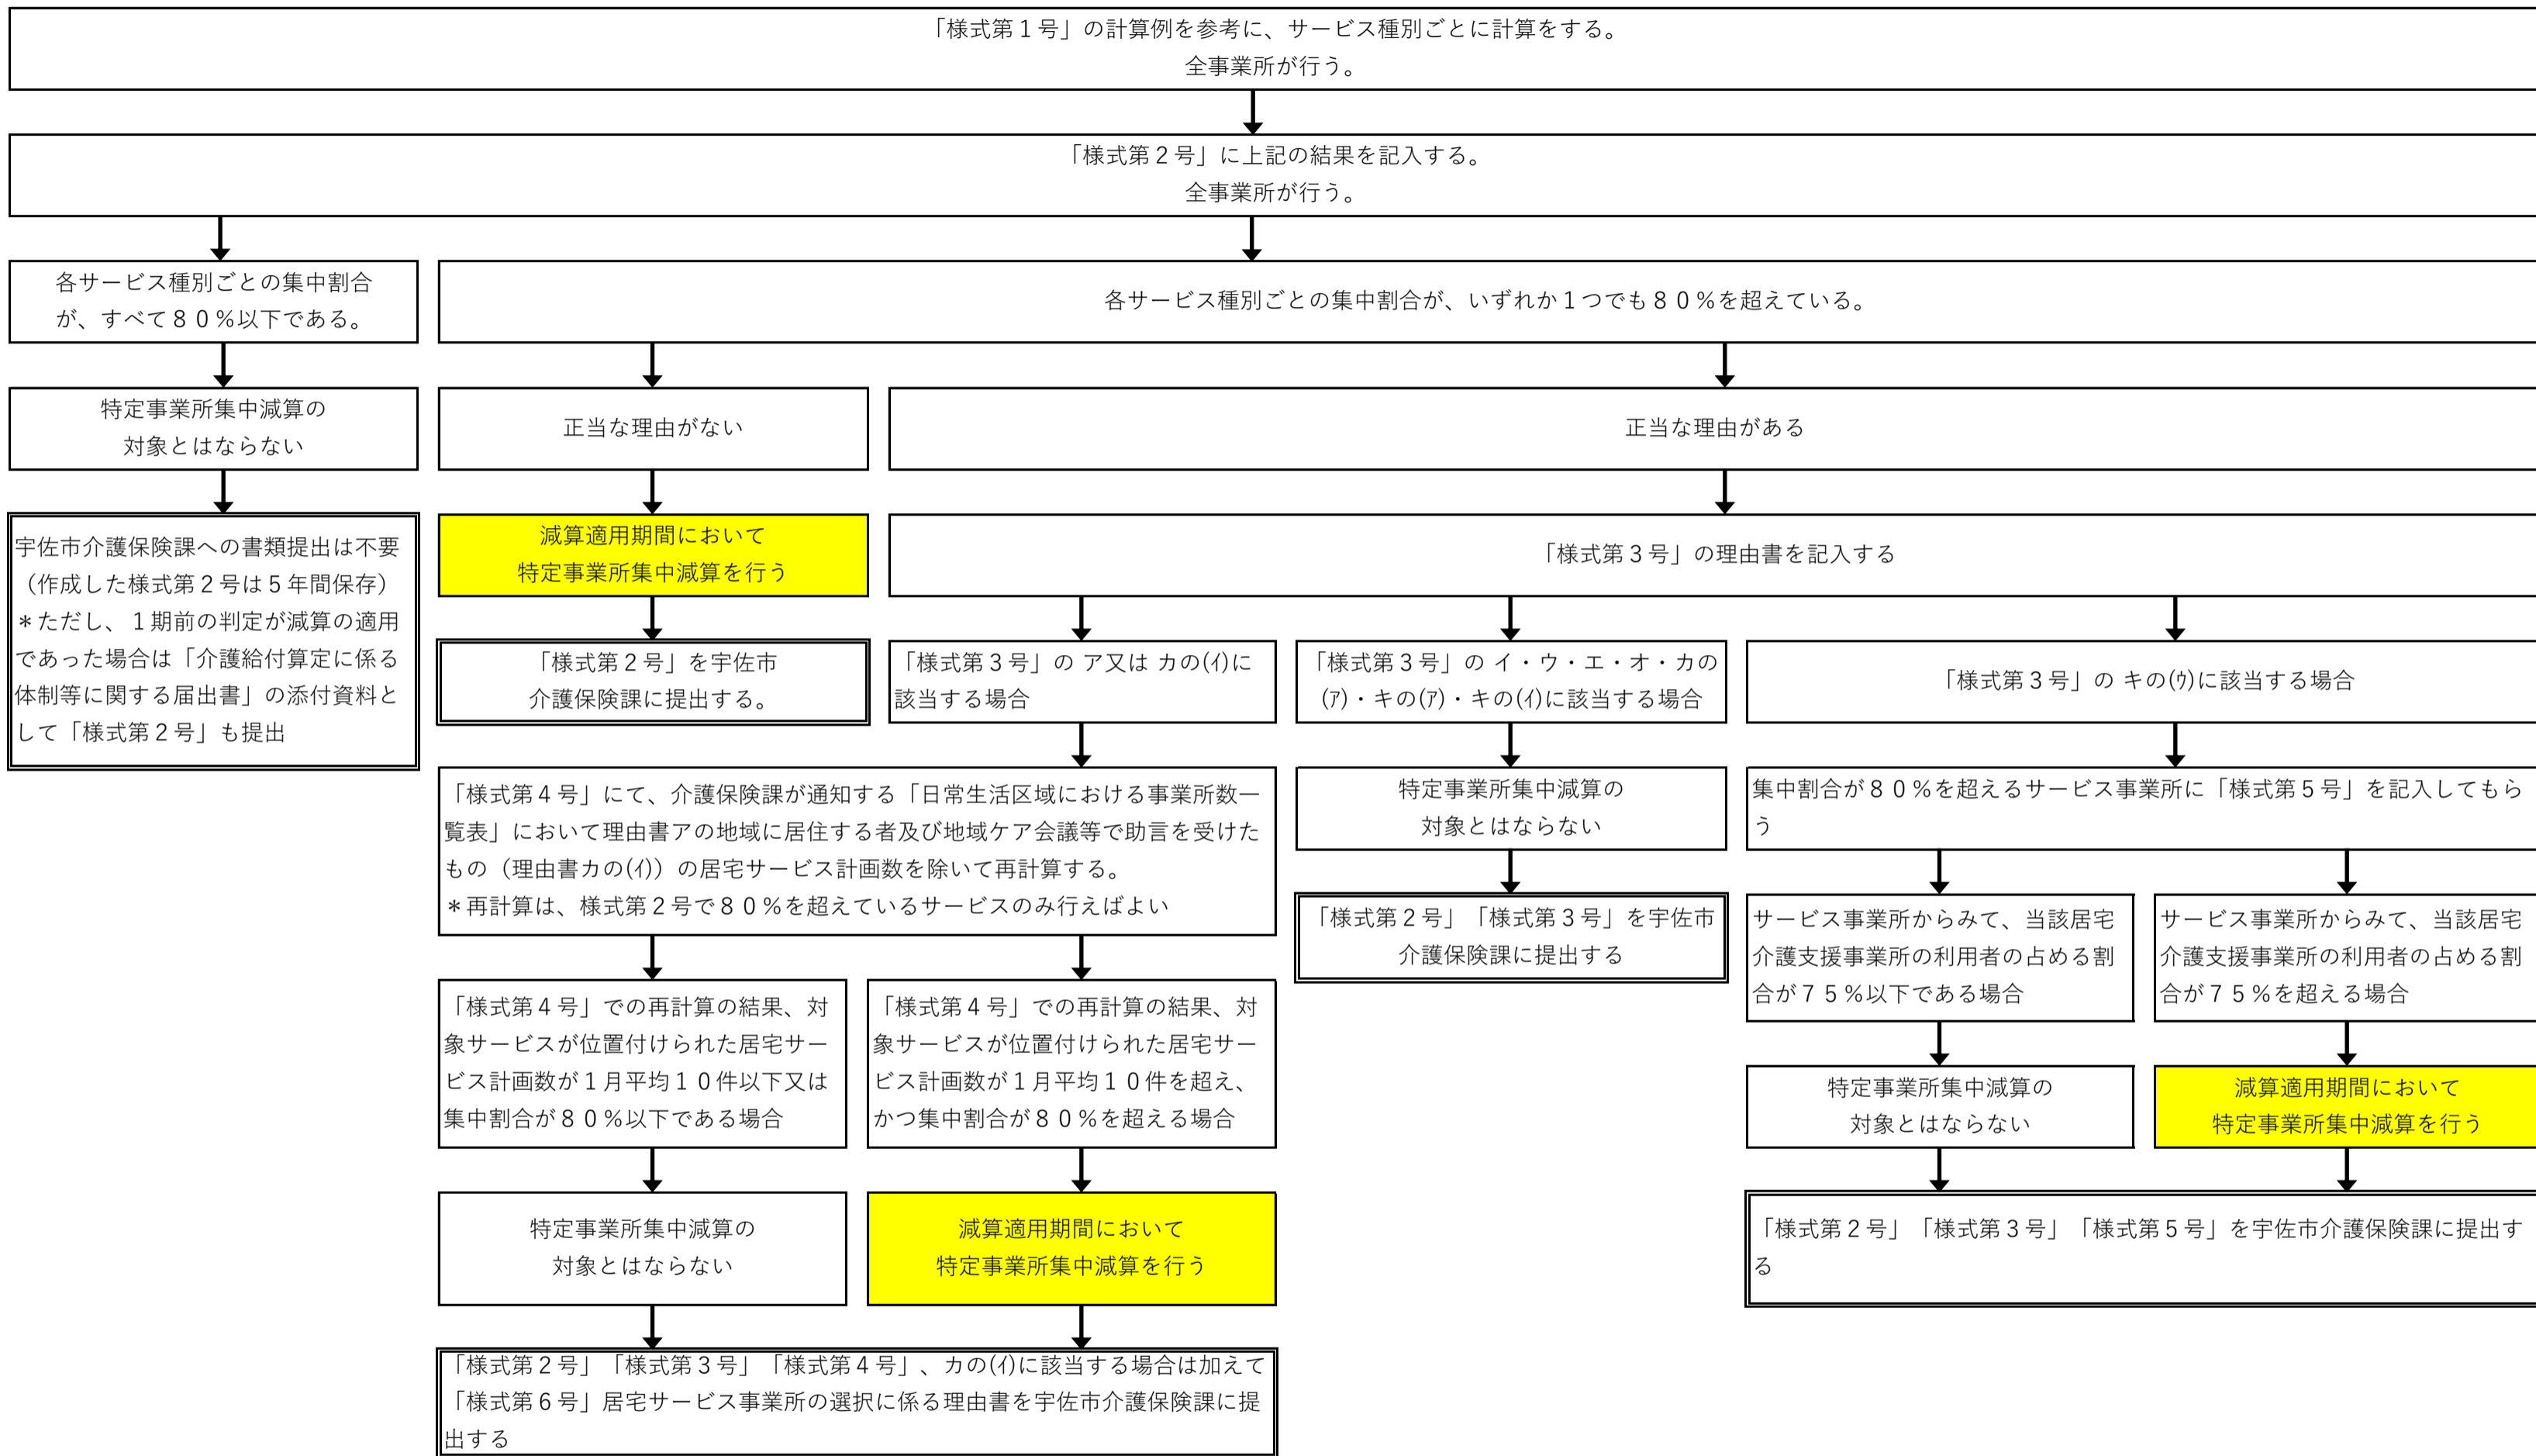 「様式第１号」の計算例を参考に、サービス種別ごとに計算をする。
全事業所が行う。
「様式第２号」に上記の結果を記入する。
全事業所が行う。
各サービス種別ごとの集中割合
が、すべて８０％以下である。
各サービス種別ごとの集中割合が、いずれか１つでも８０％を超えている。
特定事業所集中減算の
対象とはならない
正当な理由がない
正当な理由がある
宇佐市介護保険課への書類提出は不要
（作成した様式第２号は５年間保存）
＊ただし、１期前の判定が減算の適用
であった場合は「介護給付算定に係る
体制等に関する届出書」の添付資料と
して「様式第２号」も提出
減算適用期間において
特定事業所集中減算を行う
「様式第３号」の理由書を記入する
「様式第２号」を宇佐市
介護保険課に提出する。
「様式第３号」の ア又は カの(ｲ)に
該当する場合
「様式第３号」の イ・ウ・エ・オ・カの
(ｱ)・キの(ｱ)・キの(ｲ)に該当する場合
「様式第３号」の キの(ｳ)に該当する場合
「様式第４号」にて、介護保険課が通知する「日常生活区域における事業所数一
覧表」において理由書アの地域に居住する者及び地域ケア会議等で助言を受けた
もの（理由書カの(ｲ)）の居宅サービス計画数を除いて再計算する。
＊再計算は、様式第２号で８０％を超えているサービスのみ行えばよい
特定事業所集中減算の
対象とはならない
集中割合が８０％を超えるサービス事業所に「様式第５号」を記入してもら
う
「様式第２号」「様式第３号」を宇佐市
介護保険課に提出する
サービス事業所からみて、当該居宅
介護支援事業所の利用者の占める割
合が７５％以下である場合
サービス事業所からみて、当該居宅
介護支援事業所の利用者の占める割
合が７５％を超える場合
「様式第４号」での再計算の結果、対
象サービスが位置付けられた居宅サー
ビス計画数が１月平均１０件以下又は
集中割合が８０％以下である場合
「様式第４号」での再計算の結果、対
象サービスが位置付けられた居宅サー
ビス計画数が１月平均１０件を超え、
かつ集中割合が８０％を超える場合
特定事業所集中減算の
対象とはならない
減算適用期間において
特定事業所集中減算を行う
特定事業所集中減算の
対象とはならない
減算適用期間において
特定事業所集中減算を行う
「様式第２号」「様式第３号」「様式第５号」を宇佐市介護保険課に提出す
る
「様式第２号」「様式第３号」「様式第４号」、カの(ｲ)に該当する場合は加えて
「様式第６号」居宅サービス事業所の選択に係る理由書を宇佐市介護保険課に提
出する